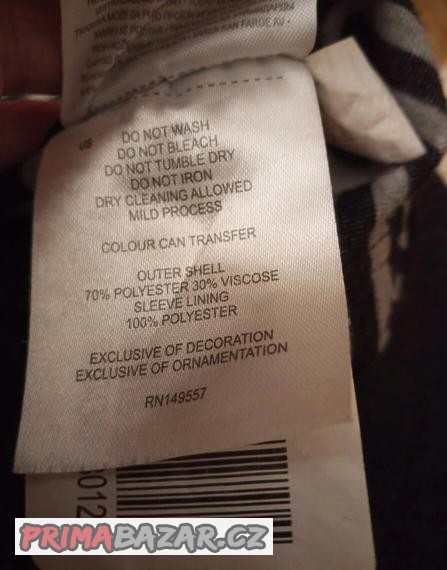 US
DO NOT WASH
DO NOT BLEACH
DO NOT TUMBLE DRY
DO NOT IRON
DRY CLEANING ALLOWED
MILD PROCESS
COLOUR CAN TRANSFER
OUTER SHELL
70% POLYESTER 30% VISCOSE
SLEEVE LINING
100% POLYESTER
EXCLUSIVE OF DECORATION
EXCLUSIVE OF ORNAMENTATION
RN149557
PRIMABAZAR.CZ